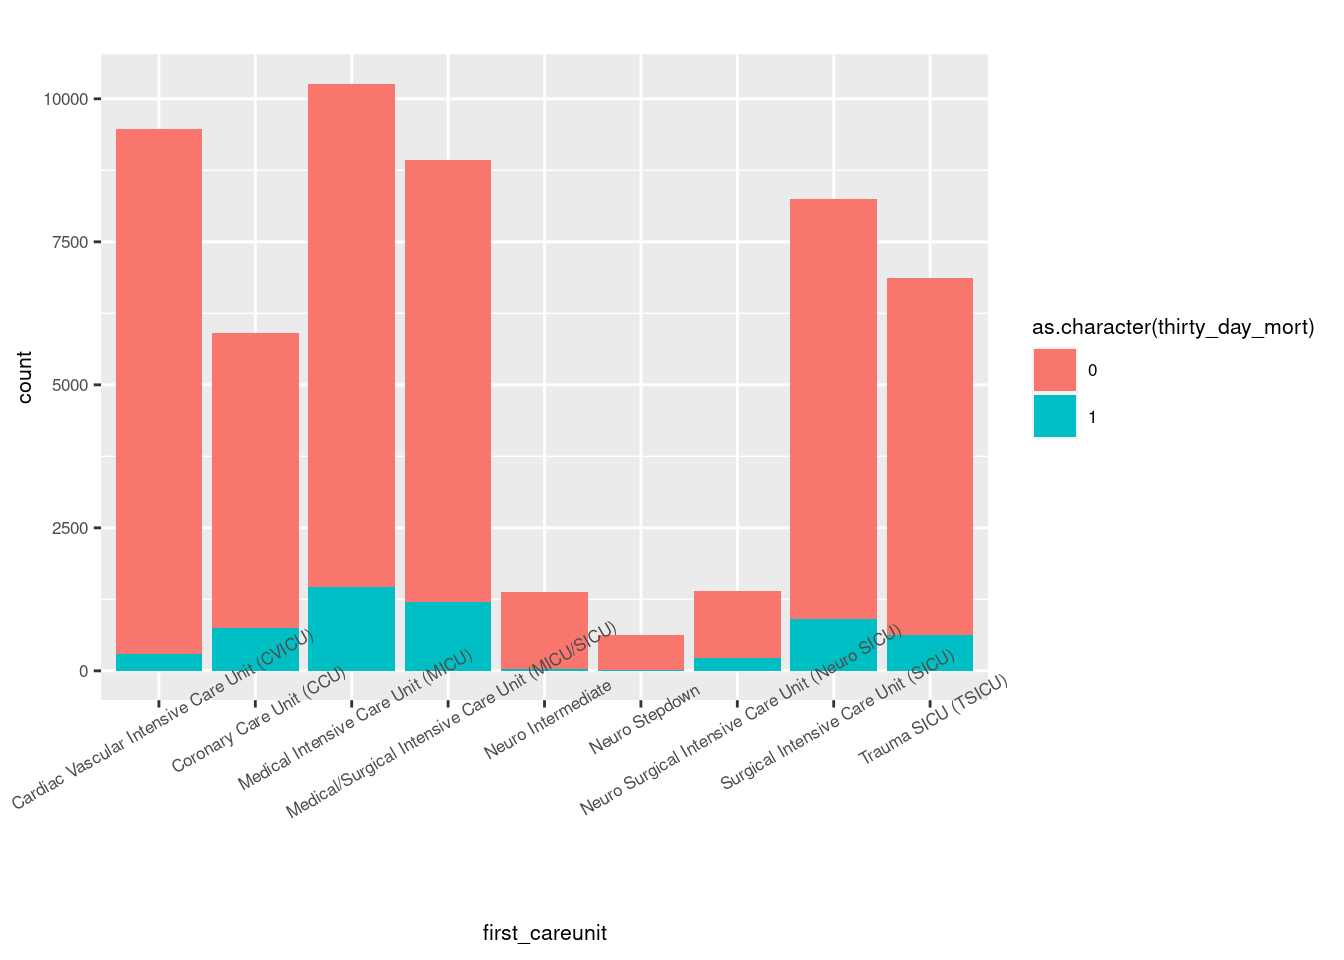 10000
7500
5000
2500
0
count
Cardiac Vascular Intensive Care Unit (CVICU)
Coronary Care Unit (CCU)
Medical Intensive Care Unit (MICU)
Medical/Surgical Intensive Care Unit (MICU/SICU)
Neuro Intermediate
Neuro Stepdown
Neuro Surgical Intensive Care Unit (Neuro SICU)
Surgical Intensive Care Unit (SICU)
Trauma SICU (TSICU)
first_careunit
as.character(thirty_day_mort)
0
1